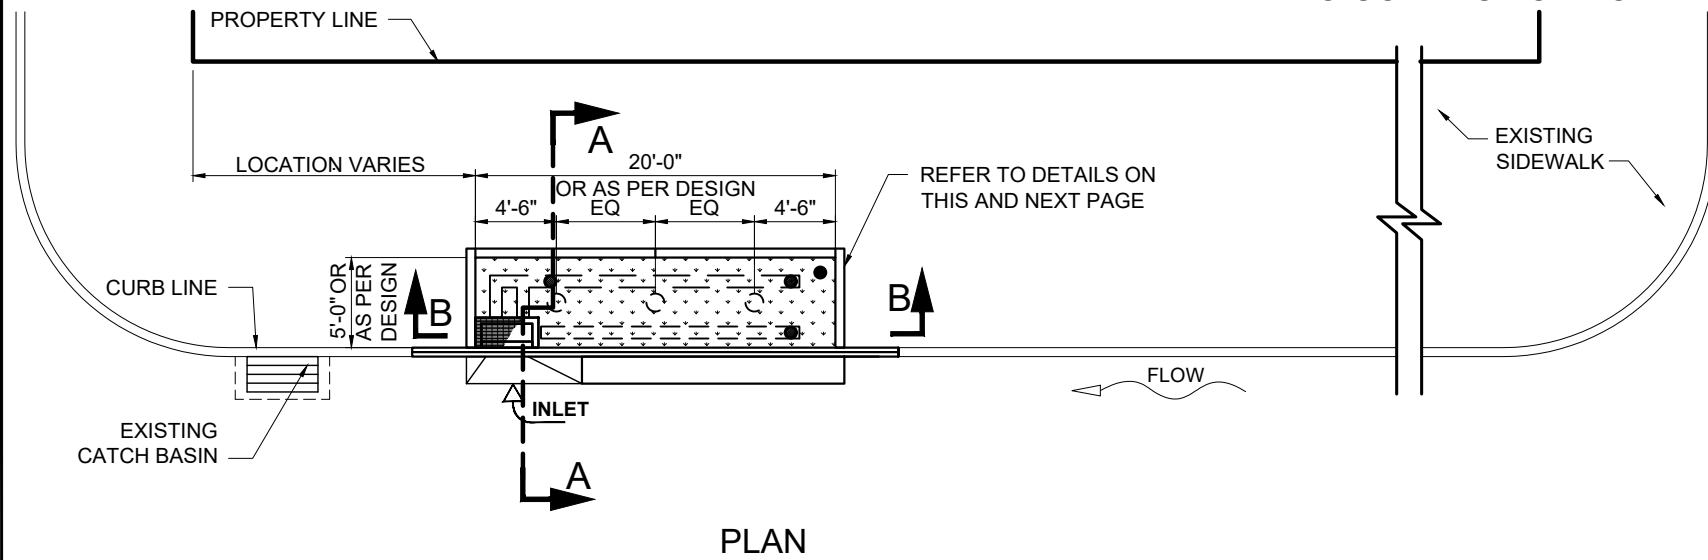 PROPERTY LINE
A
LOCATION VARIES
20'-0"
OR AS PER DESIGN
4'-6"
EQ
EQ
4'-6"
REFER TO DETAILS ON
THIS AND NEXT PAGE
EXISTING
SIDEWALK
CURB LINE
5'-0" OR
AS PER
DESIGN
B
B
FLOW
INLET
EXISTING
CATCH BASIN
A
PLAN